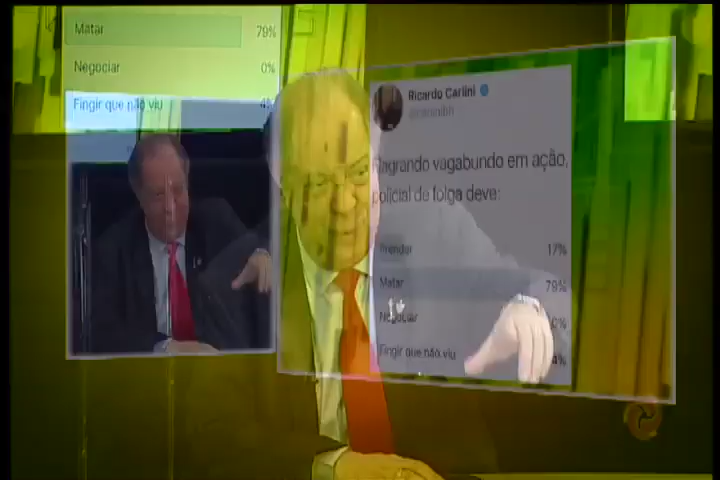 Matar 79%
Negociar 0%
Fingir que não viu
Ricardo Carlini
flagrando vagabundo em ação,
policial de folga deve:
Prender 17%
Matar 79%
Negociar 0%
Fingir que não viu 4%